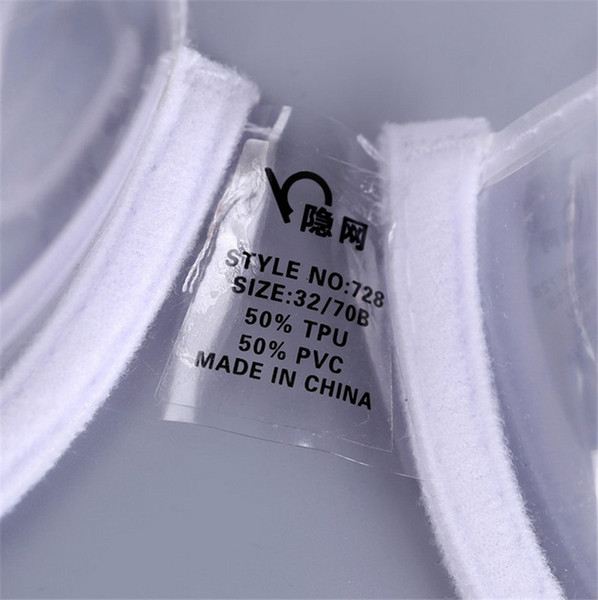 隐网
STYLE NO:728
SIZE:32/70B
50% TPU
50% PVC
MADE IN CHINA